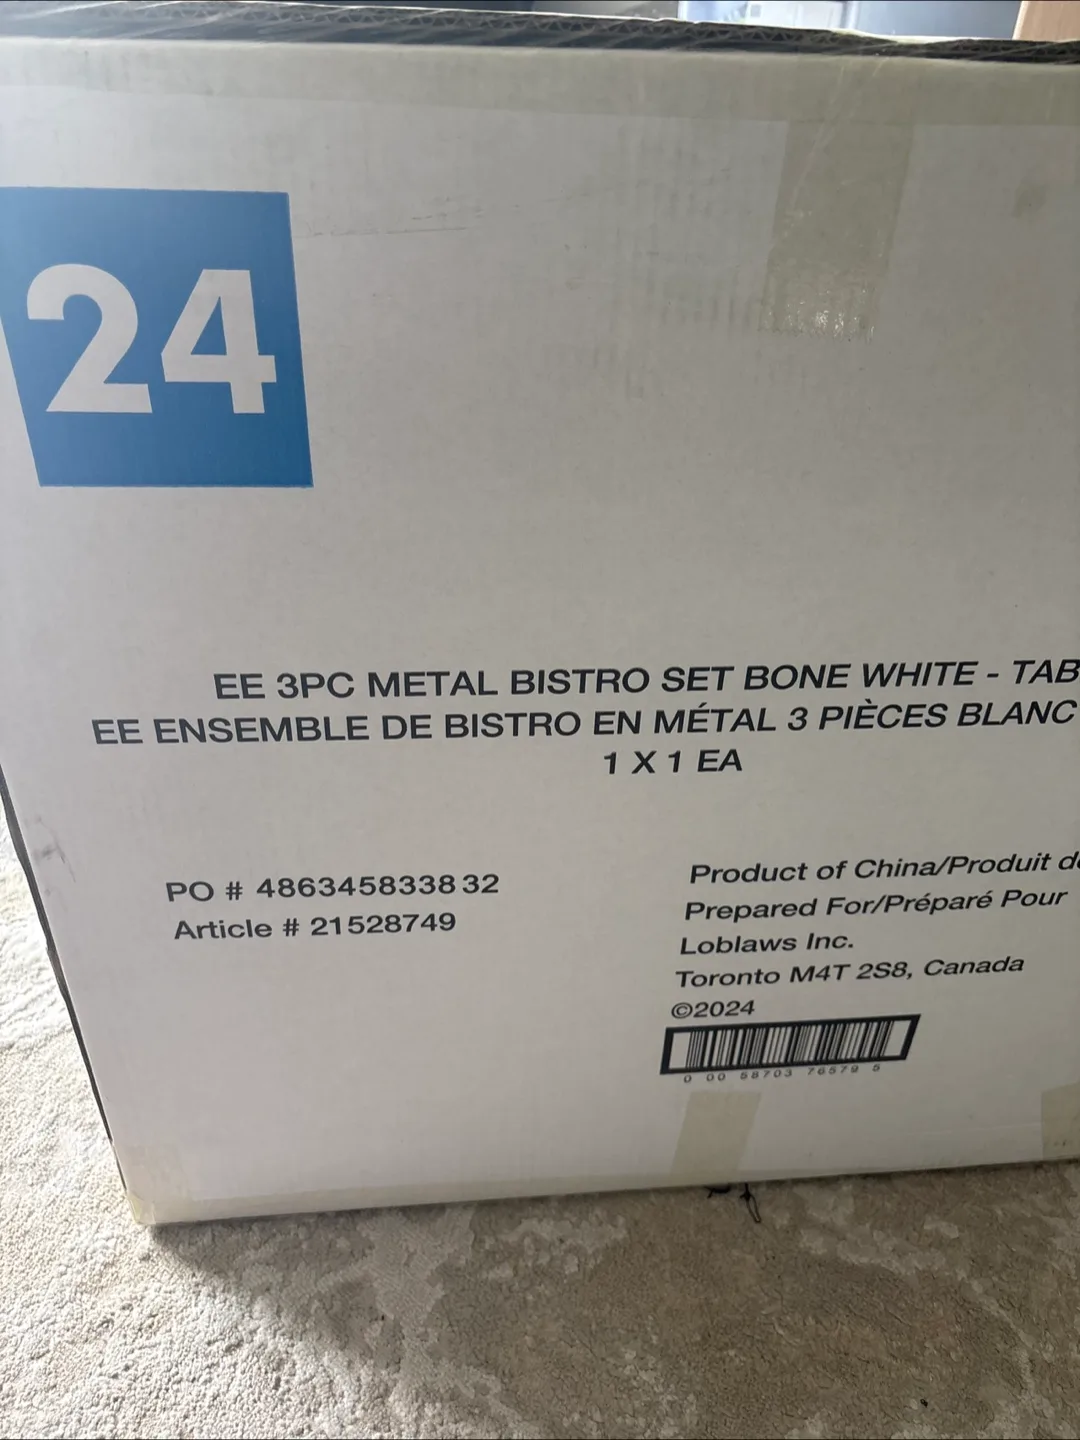 24
EE 3PC METAL BISTRO SET BONE WHITE - TAB
EE ENSEMBLE DE BISTRO EN MÉTAL 3 PIÈCES BLANC
1 X 1 EA
PO # 486345833832
Article # 21528749
Product of China/Produit de
Prepared For/Préparé Pour
Loblaws Inc.
Toronto M4T 2S8, Canada
©2024
0 00 58703 76579 5